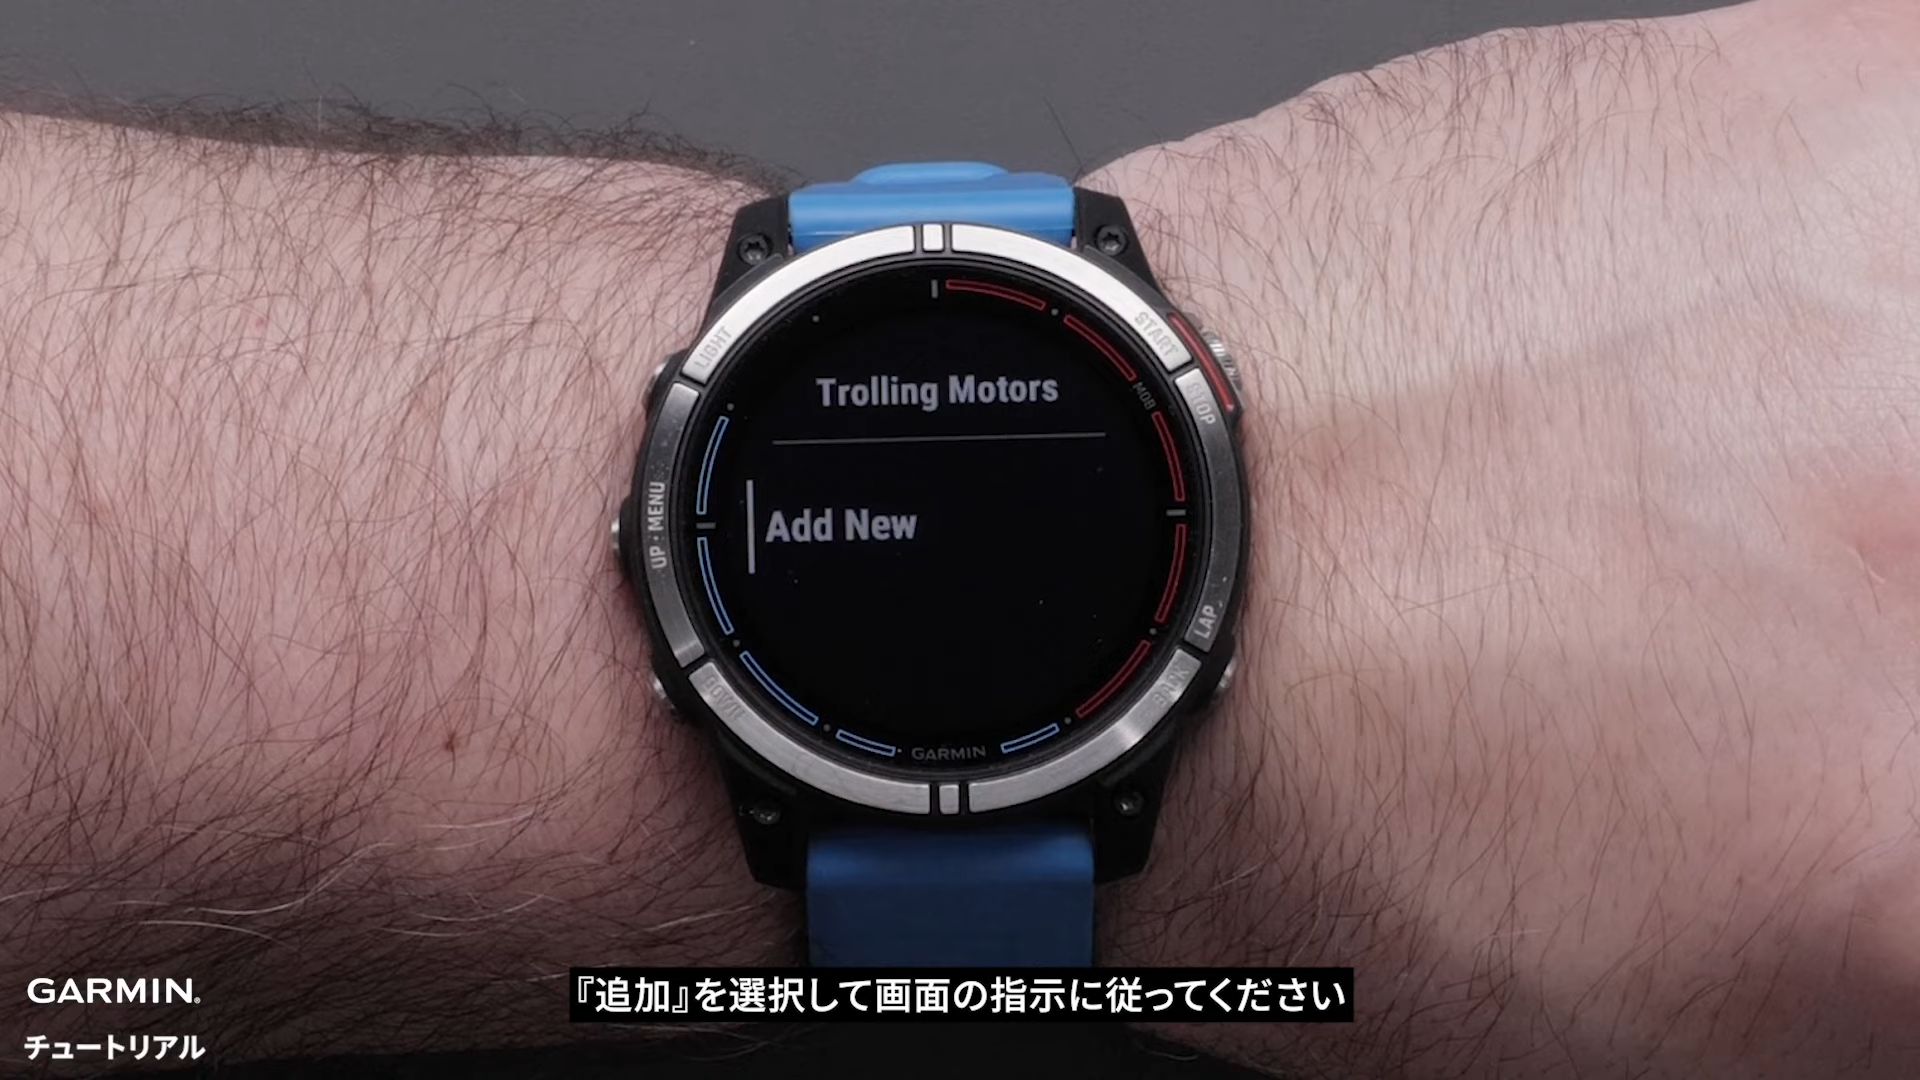 LIGHT
START
STOP
MOB
Trolling Motors
UP·MENU
Add New
LAP
DOWN
BACK
GARMIN
『追加』を選択して画面の指示に従ってください
GARMIN
チュートリアル